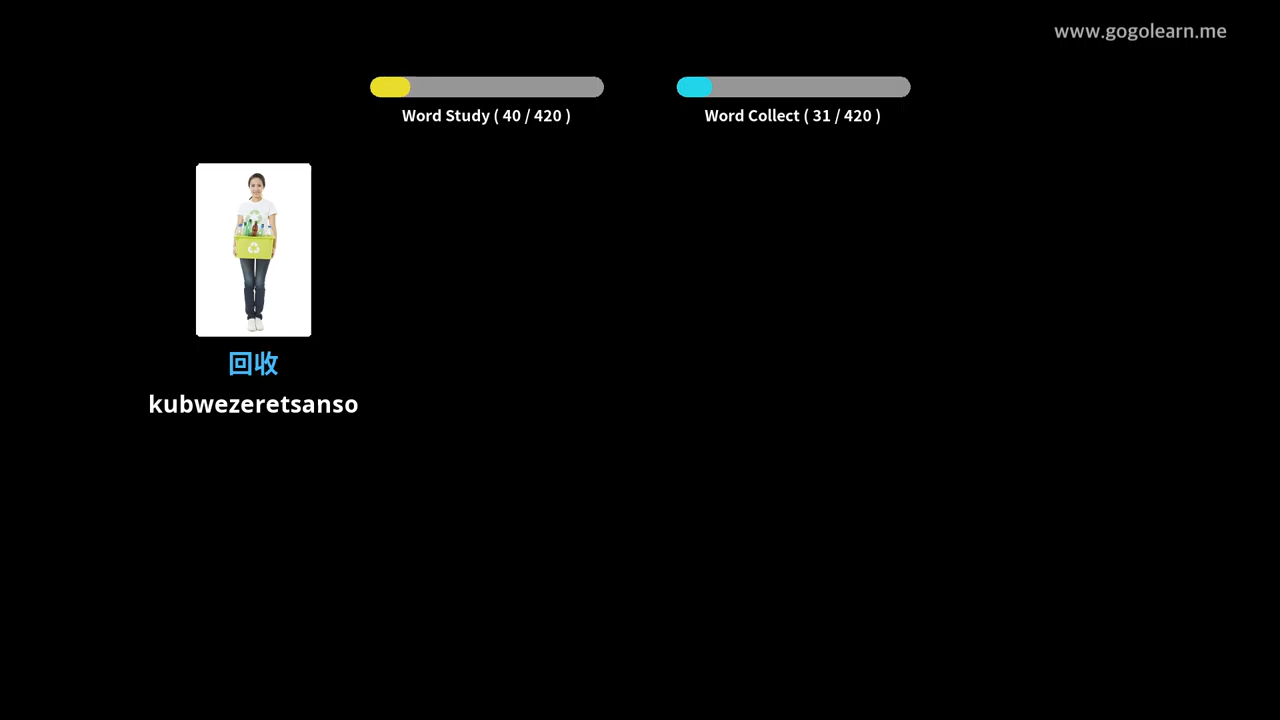 www.gogolearn.me
Word Study ( 40 / 420 )
Word Collect ( 31 / 420 )
回收
kubwezeretsanso